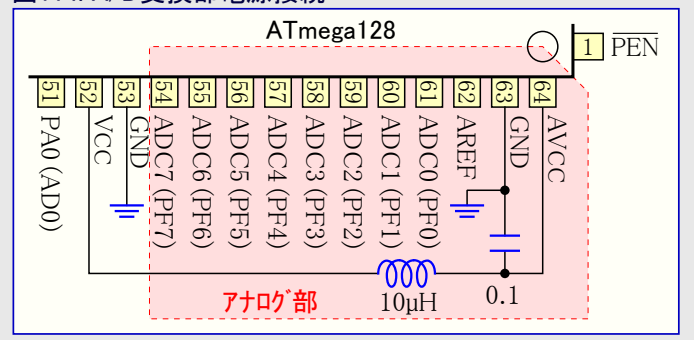 ATmega128
1 PEN
51 52 53 54 55 56 57 58 59 60 61 62 63 64
PA0 (AD0)
VCC
GND
ADC7 (PF7)
ADC6 (PF6)
ADC5 (PF5)
ADC4 (PF4)
ADC3 (PF3)
ADC2 (PF2)
ADC1 (PF1)
ADC0 (PF0)
AREF
GND
AVCC
アナログ部
10μH
0.1